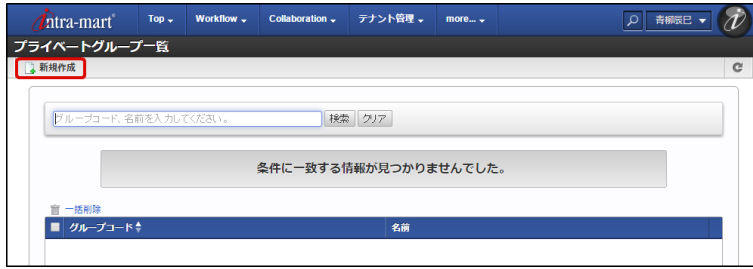 intra-mart Top Workflow Collaboration テナント管理 more... 青柳辰巳
プライベートグループ一覧
新規作成
グループコード、名前を入力してください。 検索 クリア
条件に一致する情報が見つかりませんでした。
一括削除
グループコード 名前